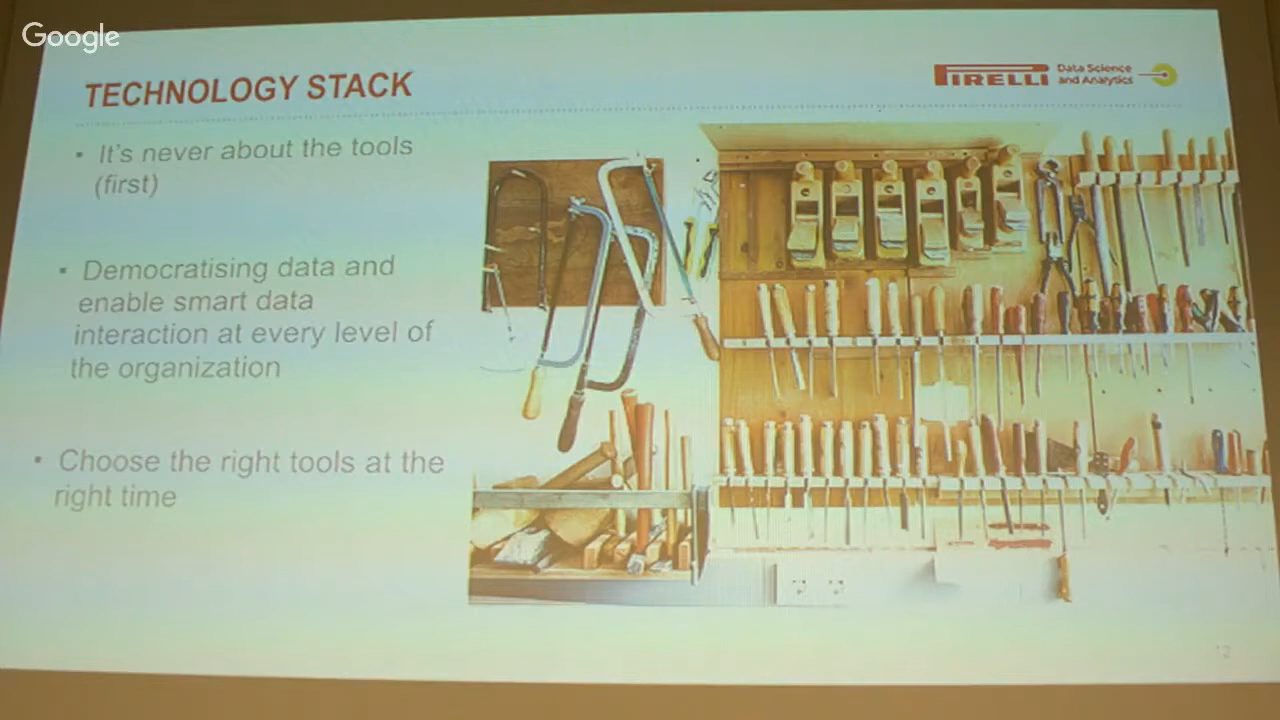 Google
TECHNOLOGY STACK
PIRELLI
Data Science
and Analytics
▪ It's never about the tools
(first)
▪ Democratising data and
enable smart data
interaction at every level of
the organization
▪ Choose the right tools at the
right time
12